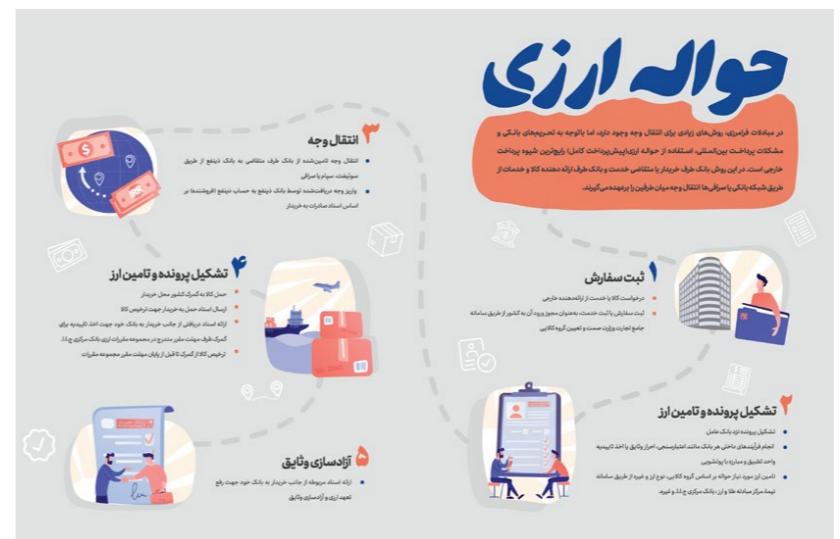 حواله ارزی
در مبادلات فرامرزی، روش‌های زیادی برای انتقال وجه وجود دارد، اما باتوجه به تحریم‌های بانکی و
مشکلات پرداخت بین‌المللی، استفاده از حواله ارزی(پیش‌پرداخت کامل) رایج‌ترین شیوه پرداخت
خارجی است. در این روش بانک طرف خریدار یا متقاضی خدمت و بانک طرف ارائه دهنده کالا و خدمات از
طریق شبکه بانکی یا صرافی‌ها انتقال وجه میان طرفین را برعهده می‌گیرند.
۱ ثبت سفارش
درخواست کالا یا خدمت از ارائه‌دهنده خارجی
ثبت سفارش یا ثبت خدمت، به‌عنوان مجوز ورود آن به کشور از طریق سامانه
جامع تجارت وزارت صمت و تعیین گروه کالایی
۲ تشکیل پرونده و تامین ارز
تشکیل پرونده نزد بانک عامل
انجام فرآیندهای داخلی هر بانک مانند اعتبارسنجی، احراز وثایق یا اخذ تاییدیه
واحد تطبیق و مبارزه با پولشویی
تامین ارز مورد نیاز حواله بر اساس گروه کالایی، نوع ارز و غیره از طریق سامانه
نیما، مرکز مبادله طلا و ارز، بانک مرکزی ج.ا.ا. و غیره.
۳ انتقال وجه
انتقال وجه تامین‌شده از بانک طرف متقاضی به بانک ذینفع از طریق
سوئیفت، سپام یا صرافی
واریز وجه دریافت‌شده توسط بانک ذینفع به حساب ذینفع (فروشنده) بر
اساس اسناد صادرات به خریدار
۴ تشکیل پرونده و تامین ارز
حمل کالا به گمرک کشور محل خریدار
ارسال اسناد حمل به خریدار جهت ترخیص کالا
ارائه اسناد دریافتی از جانب خریدار به بانک خود جهت اخذ تاییدیه برای
گمرک ظرف مهلت مقرر مندرج در مجموعه مقررات ارزی بانک مرکزی ج.ا.ا.
ترخیص کالا از گمرک تا قبل از پایان مهلت مقرر مجموعه مقررات
۵ آزادسازی وثایق
ارائه اسناد مربوطه از جانب خریدار به بانک خود جهت رفع
تعهد ارزی و آزادسازی وثایق